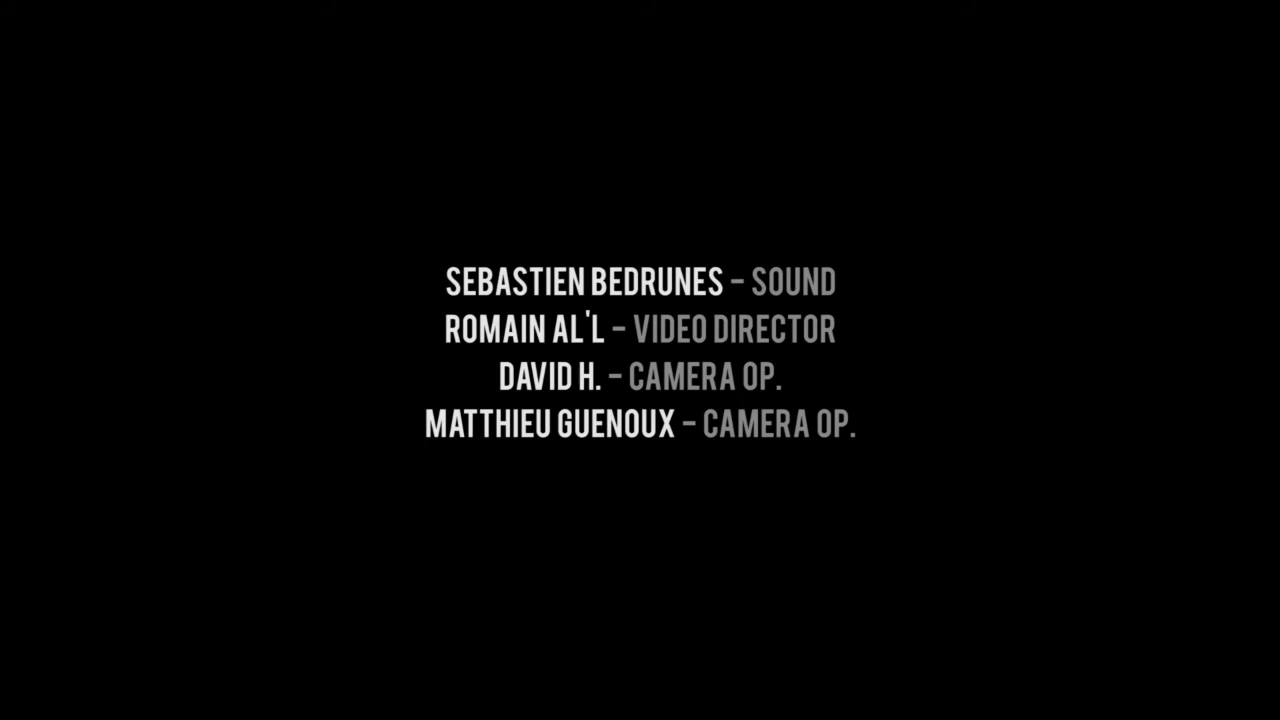 SEBASTIEN BEDRUNES - SOUND
ROMAIN AL'L - VIDEO DIRECTOR
DAVID H. - CAMERA OP.
MATTHIEU GUENOUX - CAMERA OP.